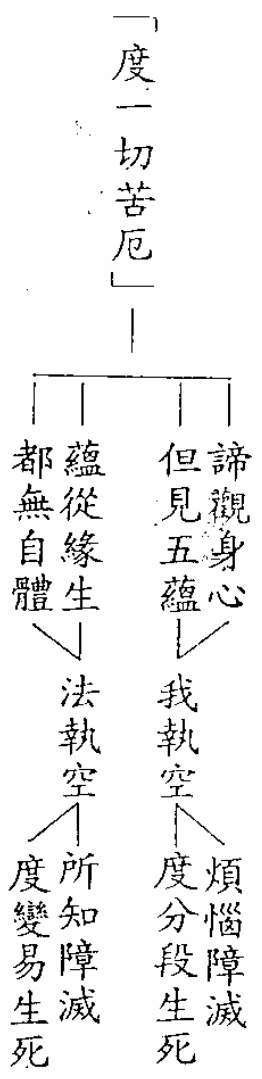 「度一切苦厄」
諦觀身心
但見五蘊
蘊從緣生
都無自體
我執空
法執空
煩惱障滅
度分段生死
所知障滅
度變易生死